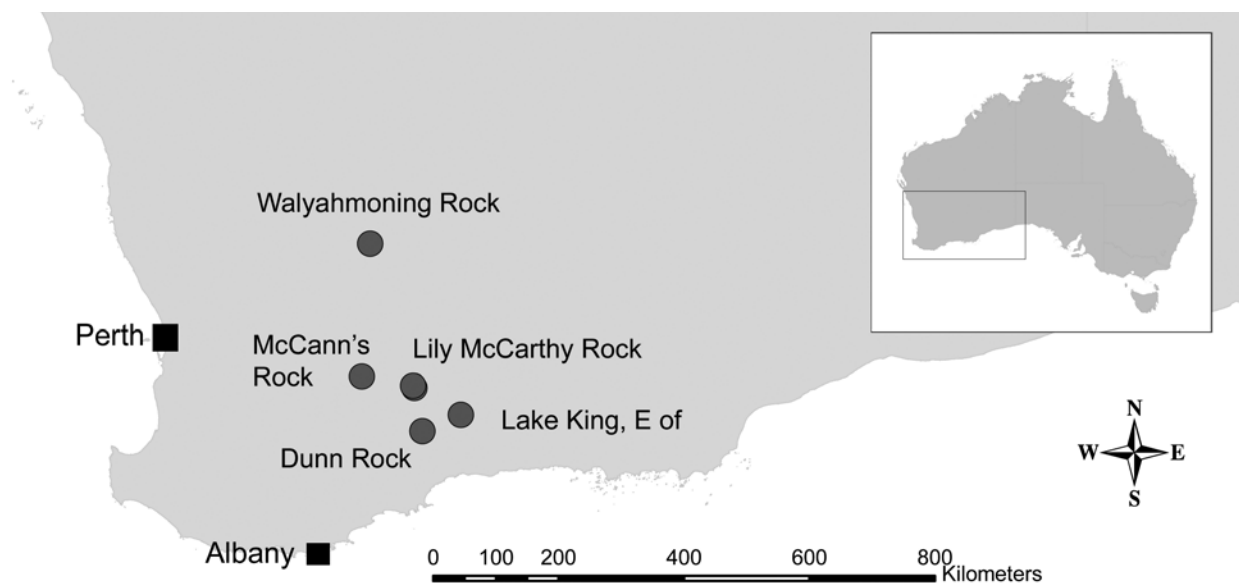 Walyahmoning Rock
Perth
McCann's
Rock
Lily McCarthy Rock
Lake King, E of
Dunn Rock
Albany
N
W E
S
0 100 200 400 600 800
Kilometers